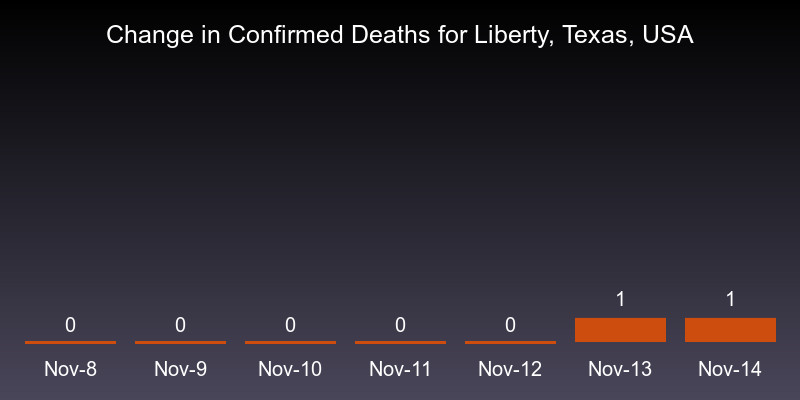 Change in Confirmed Deaths for Liberty, Texas, USA
0 0 0 0 0 1 1
Nov-8 Nov-9 Nov-10 Nov-11 Nov-12 Nov-13 Nov-14